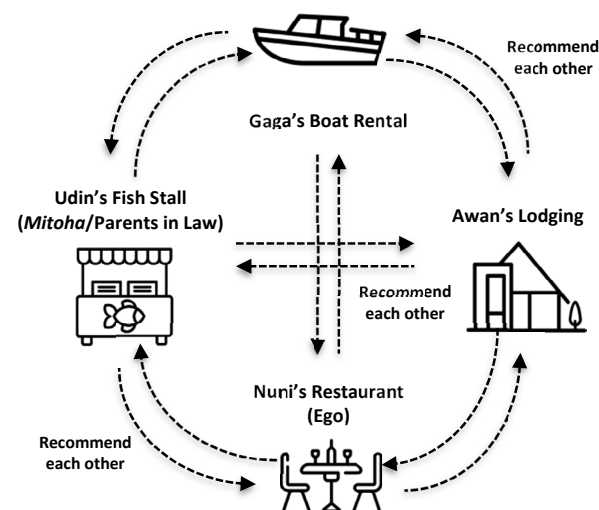 Recommend
each other
Gaga's Boat Rental
Udin's Fish Stall
(Mitoha/Parents in Law)
Awan's Lodging
Recommend
each other
Nuni's Restaurant
(Ego)
Recommend
each other